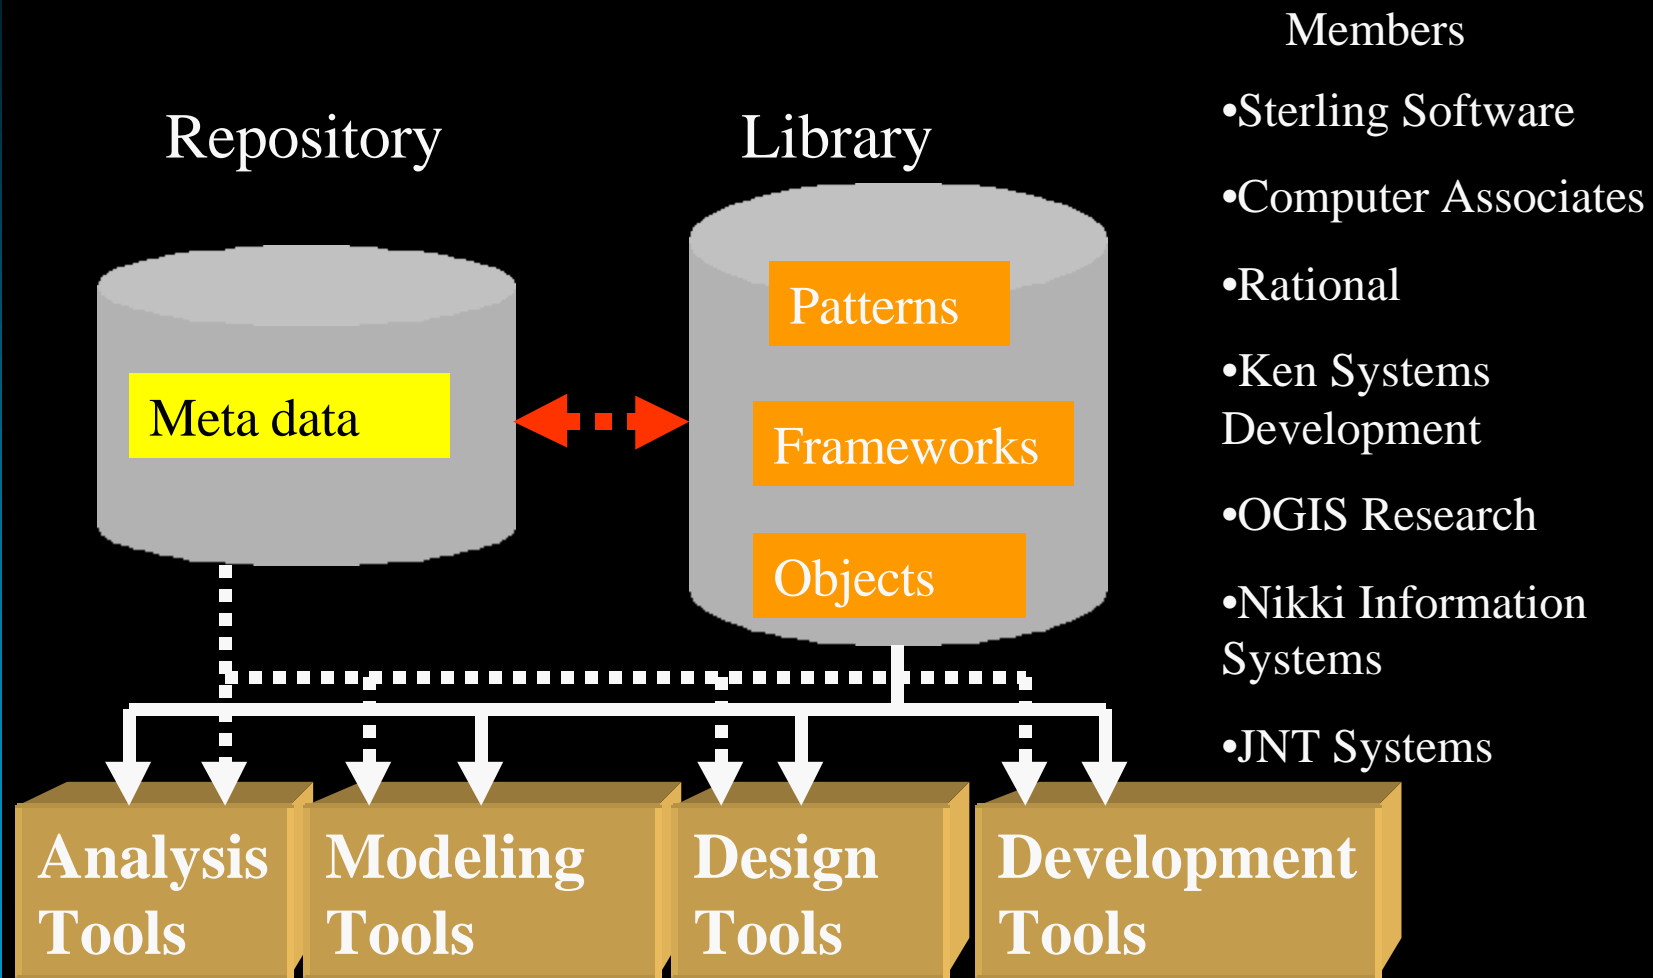 Repository
Meta data
Library
Patterns
Frameworks
Objects
Members
•Sterling Software
•Computer Associates
•Rational
•Ken Systems
Development
•OGIS Research
•Nikki Information
Systems
•JNT Systems
Analysis
Tools
Modeling
Tools
Design
Tools
Development
Tools